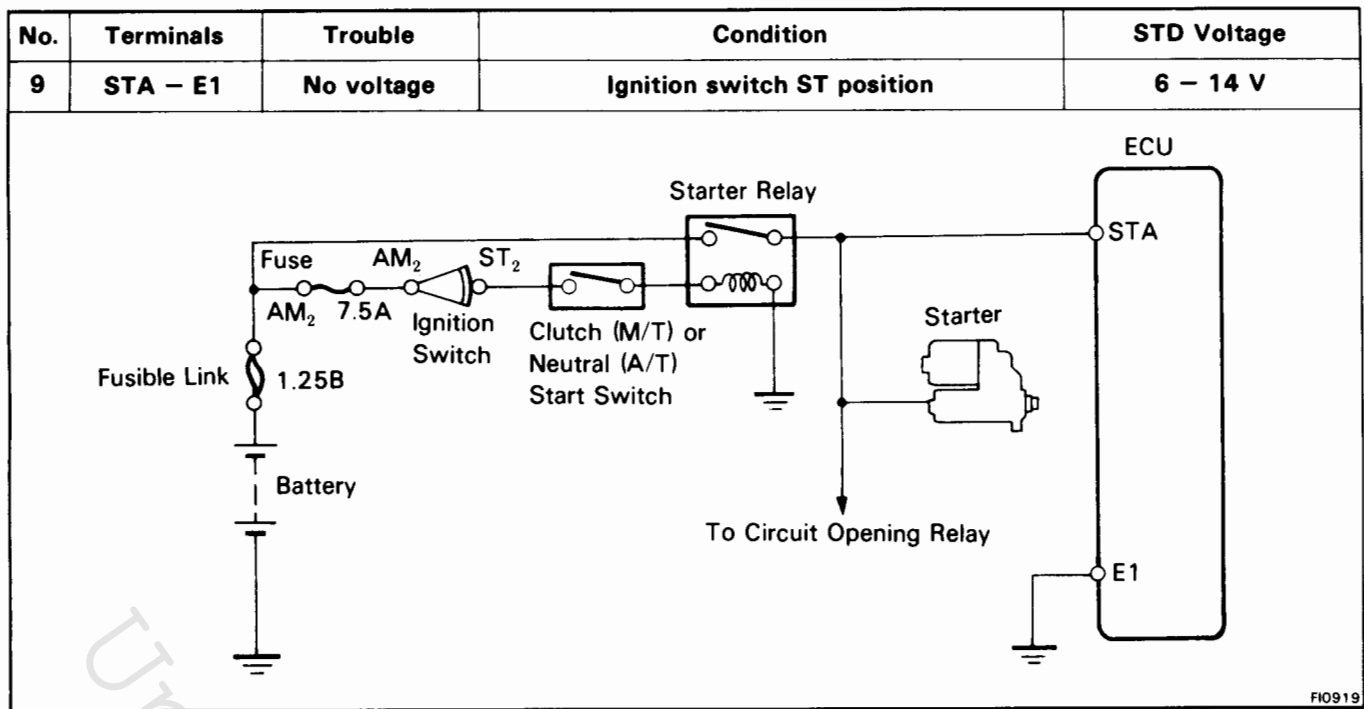 No. Terminals Trouble Condition STD Voltage
9 STA – E1 No voltage Ignition switch ST position 6 – 14 V
ECU
Starter Relay
STA
Fuse AM₂ ST₂
AM₂ 7.5A Ignition Switch
Clutch (M/T) or
Neutral (A/T)
Start Switch
Starter
Fusible Link 1.25B
Battery
To Circuit Opening Relay
E1
FI0919